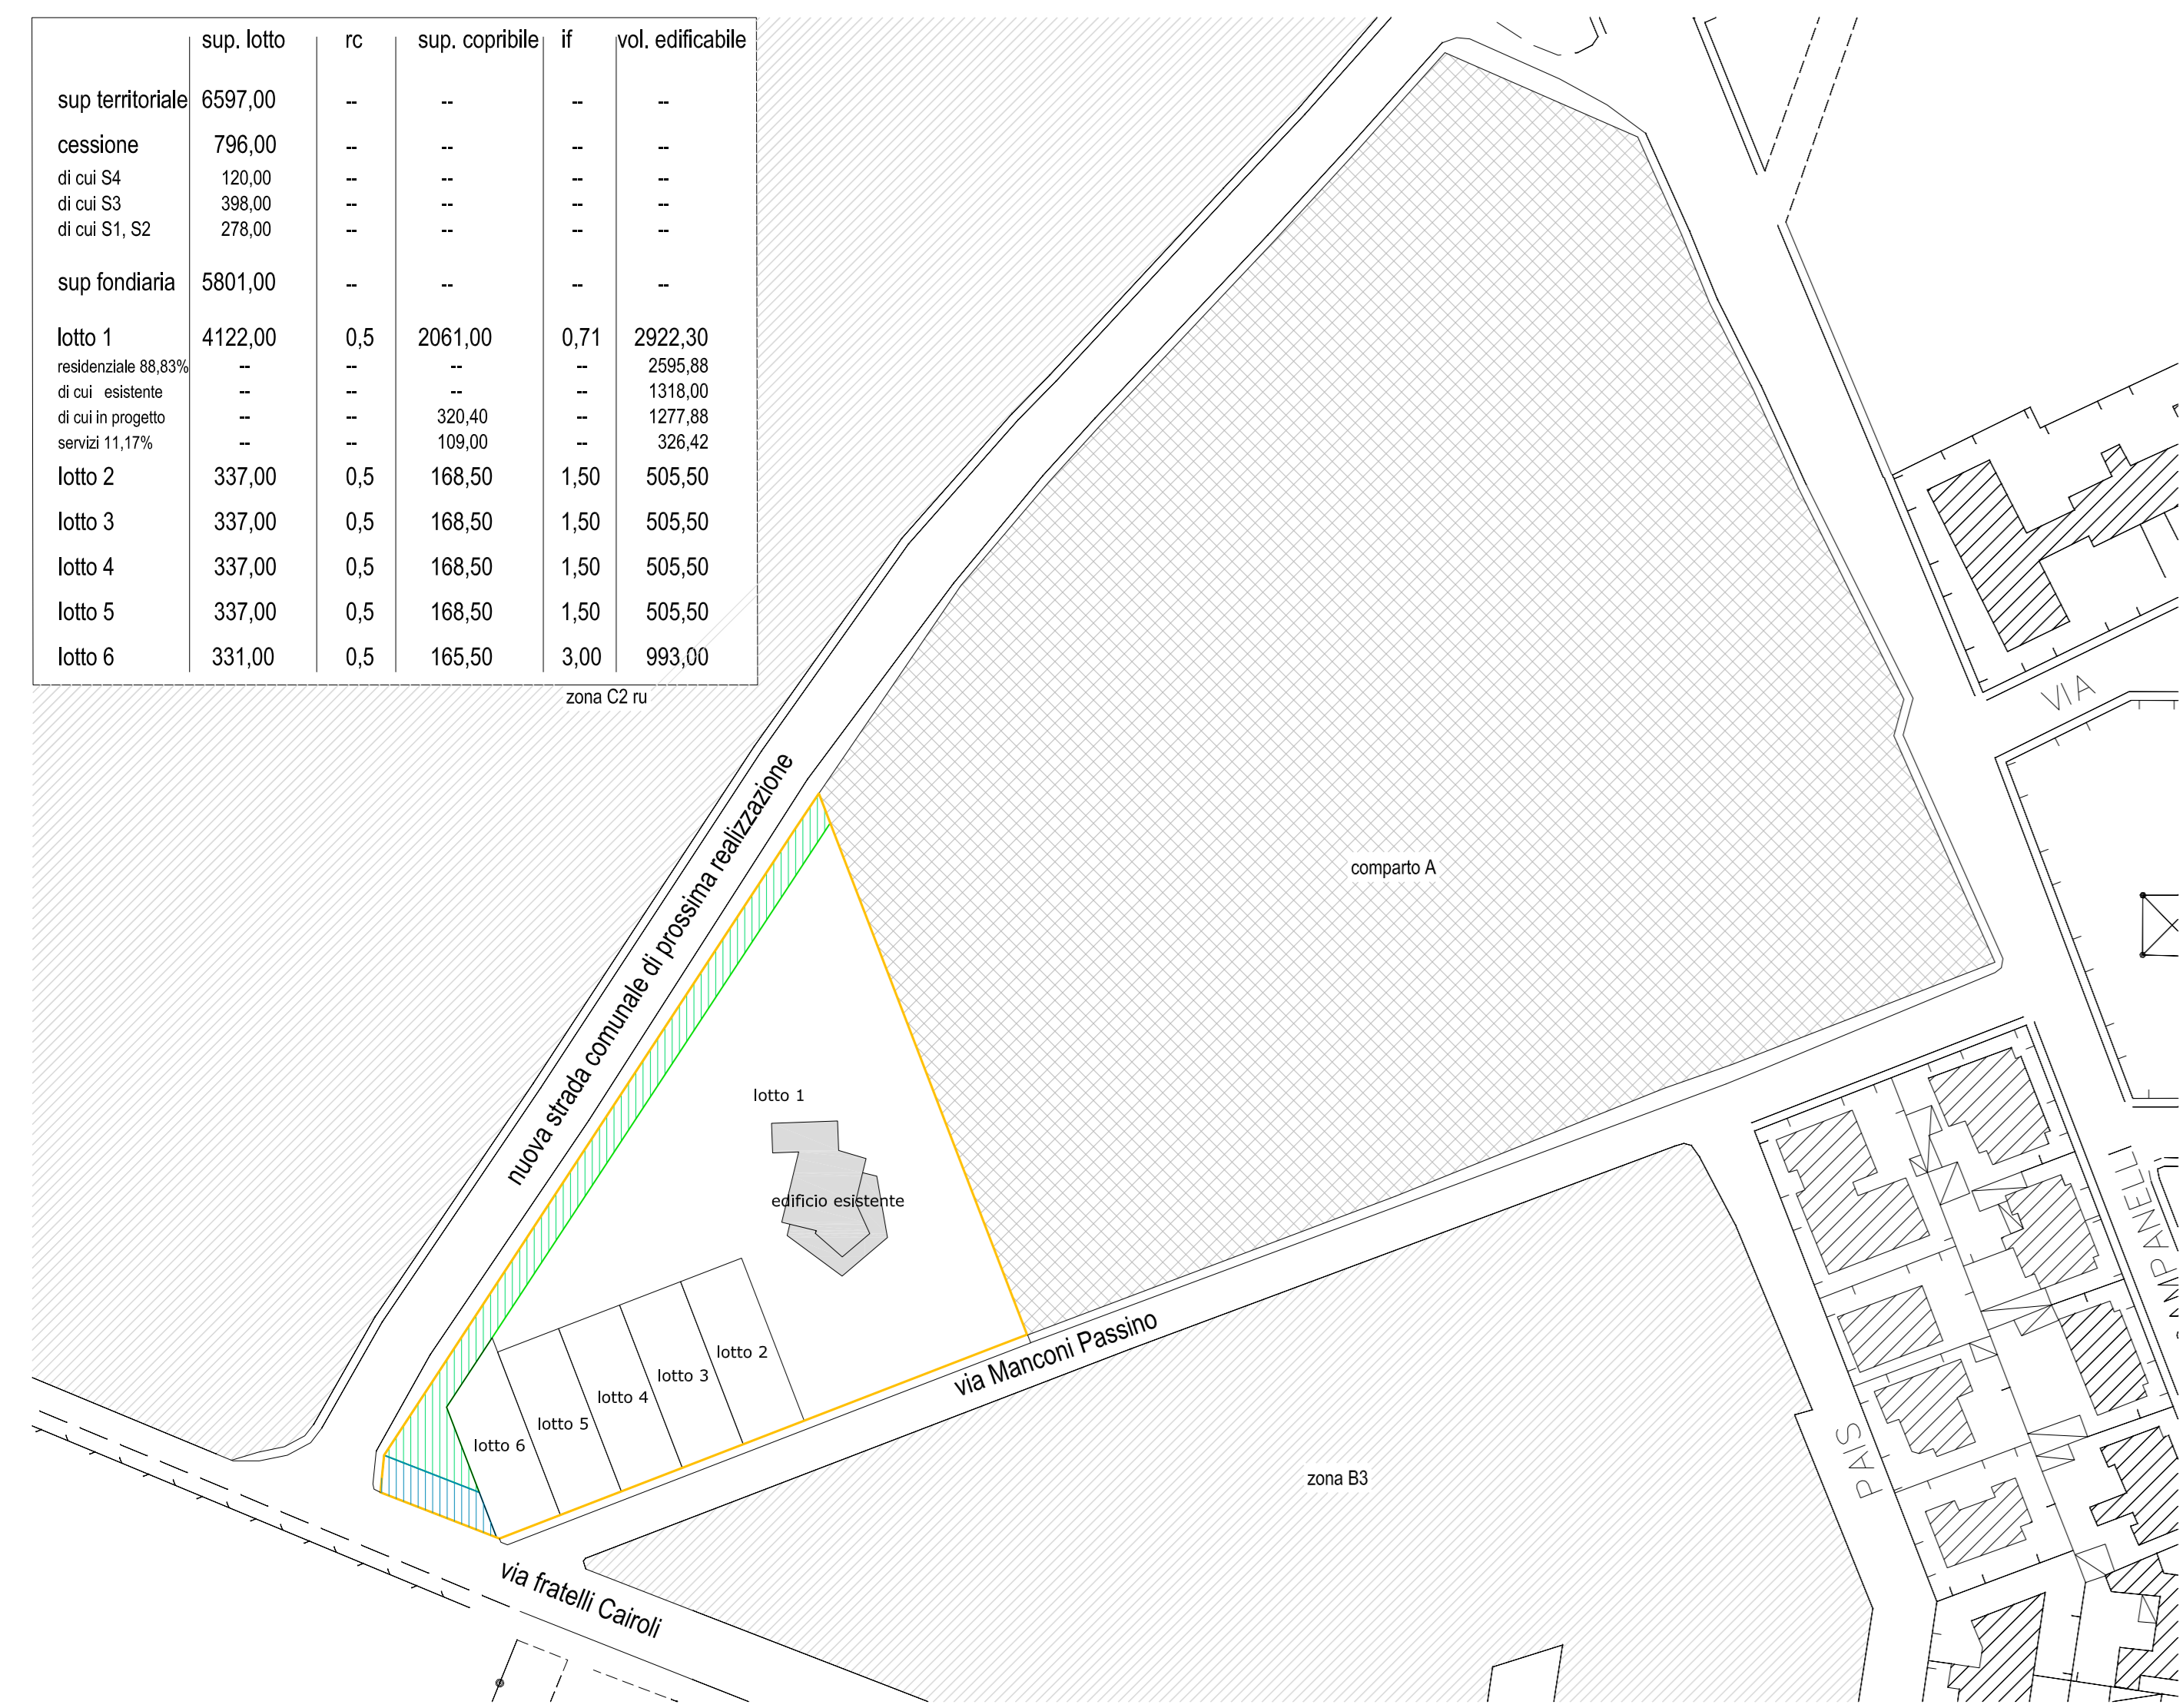 sup. lotto rc sup. copribile if vol. edificabile
sup territoriale 6597,00 -- -- -- --
cessione 796,00 -- -- -- --
di cui S4 120,00 -- -- -- --
di cui S3 398,00 -- -- -- --
di cui S1, S2 278,00 -- -- -- --
sup fondiaria 5801,00 -- -- -- --
lotto 1 4122,00 0,5 2061,00 0,71 2922,30
residenziale 88,83% -- -- -- -- 2595,88
di cui esistente -- -- -- -- 1318,00
di cui in progetto -- -- 320,40 -- 1277,88
servizi 11,17% -- -- 109,00 -- 326,42
lotto 2 337,00 0,5 168,50 1,50 505,50
lotto 3 337,00 0,5 168,50 1,50 505,50
lotto 4 337,00 0,5 168,50 1,50 505,50
lotto 5 337,00 0,5 168,50 1,50 505,50
lotto 6 331,00 0,5 165,50 3,00 993,00
zona C2 ru
VIA
nuova strada comunale di prossima realizzazione
comparto A
lotto 1
edificio esistente
lotto 2
lotto 3
lotto 4
lotto 5
lotto 6
via Manconi Passino
zona B3
PAIS
via fratelli Cairoli